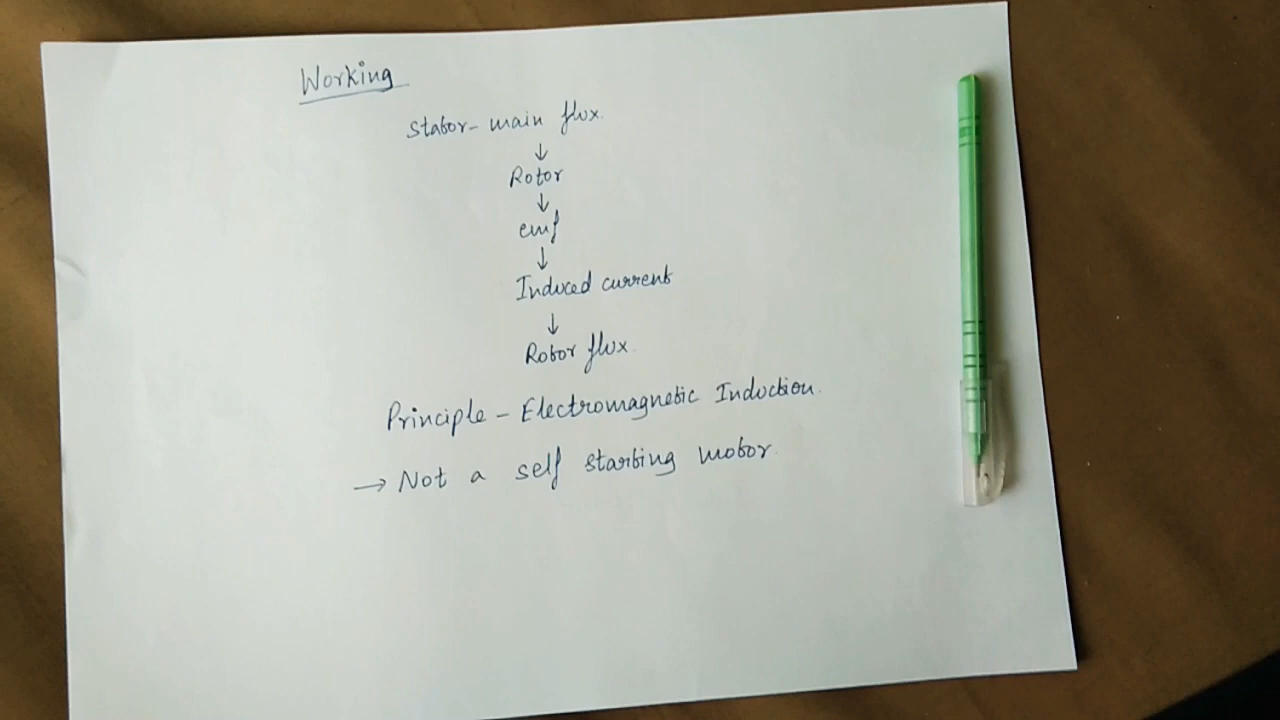 Working
Stator - main flux.
↓
Rotor
↓
emf
↓
Induced current
↓
Rotor flux.
Principle - Electromagnetic Induction.
→ Not a self starting motor.